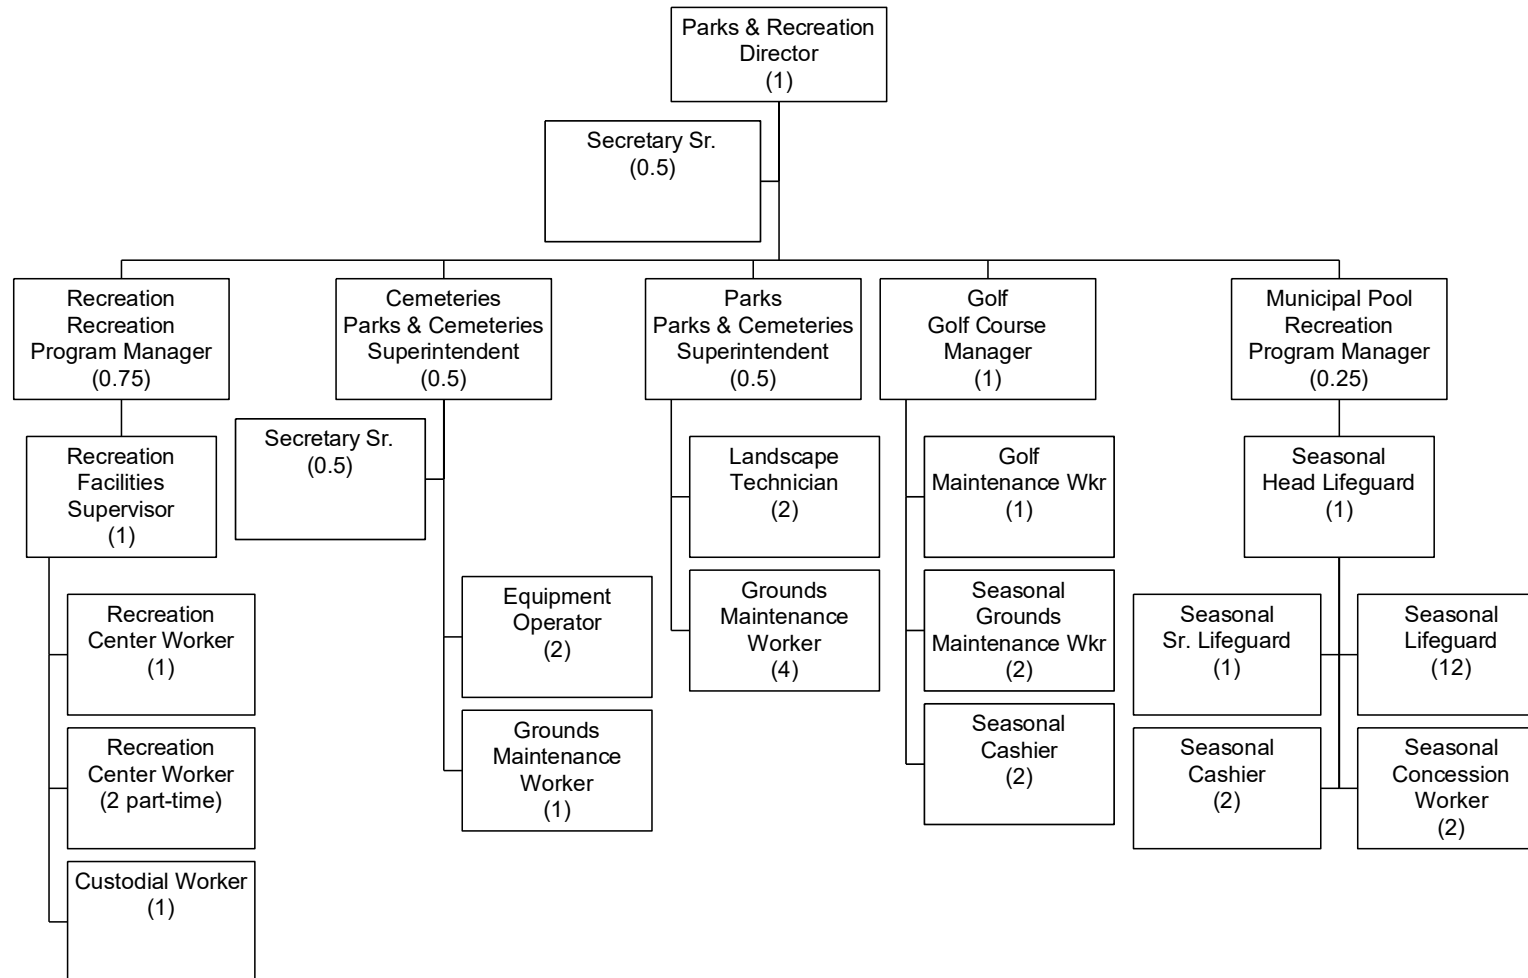 Parks & Recreation
Director
(1)
Secretary Sr.
(0.5)
Recreation
Recreation
Program Manager
(0.75)
Cemeteries
Parks & Cemeteries
Superintendent
(0.5)
Parks
Parks & Cemeteries
Superintendent
(0.5)
Golf
Golf Course
Manager
(1)
Municipal Pool
Recreation
Program Manager
(0.25)
Recreation
Facilities
Supervisor
(1)
Recreation
Center Worker
(1)
Recreation
Center Worker
(2 part-time)
Custodial Worker
(1)
Secretary Sr.
(0.5)
Equipment
Operator
(2)
Grounds
Maintenance
Worker
(1)
Landscape
Technician
(2)
Grounds
Maintenance
Worker
(4)
Golf
Maintenance Wkr
(1)
Seasonal
Grounds
Maintenance Wkr
(2)
Seasonal
Cashier
(2)
Seasonal
Head Lifeguard
(1)
Seasonal
Sr. Lifeguard
(1)
Seasonal
Lifeguard
(12)
Seasonal
Cashier
(2)
Seasonal
Concession
Worker
(2)